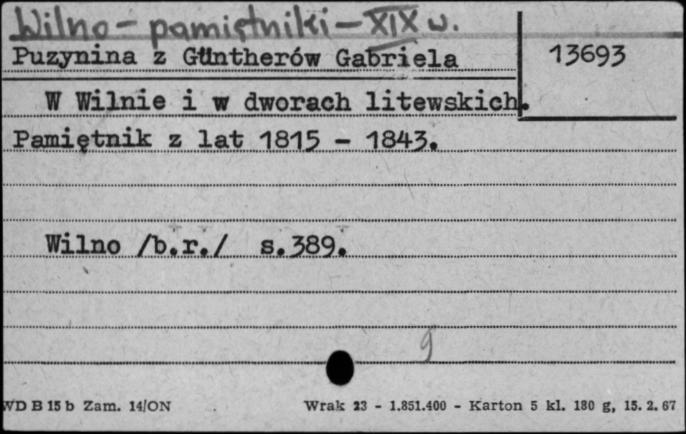 Wilno - pamiętniki - XIX w.
Puzynina z Güntherów Gabriela
13693
W Wilnie i w dworach litewskich.
Pamiętnik z lat 1815 - 1843.
Wilno /b.r./ s.389.
g
WD B 15 b Zam. 14/ON
Wrak 23 - 1.851.400 - Karton 5 kl. 180 g, 15. 2. 67